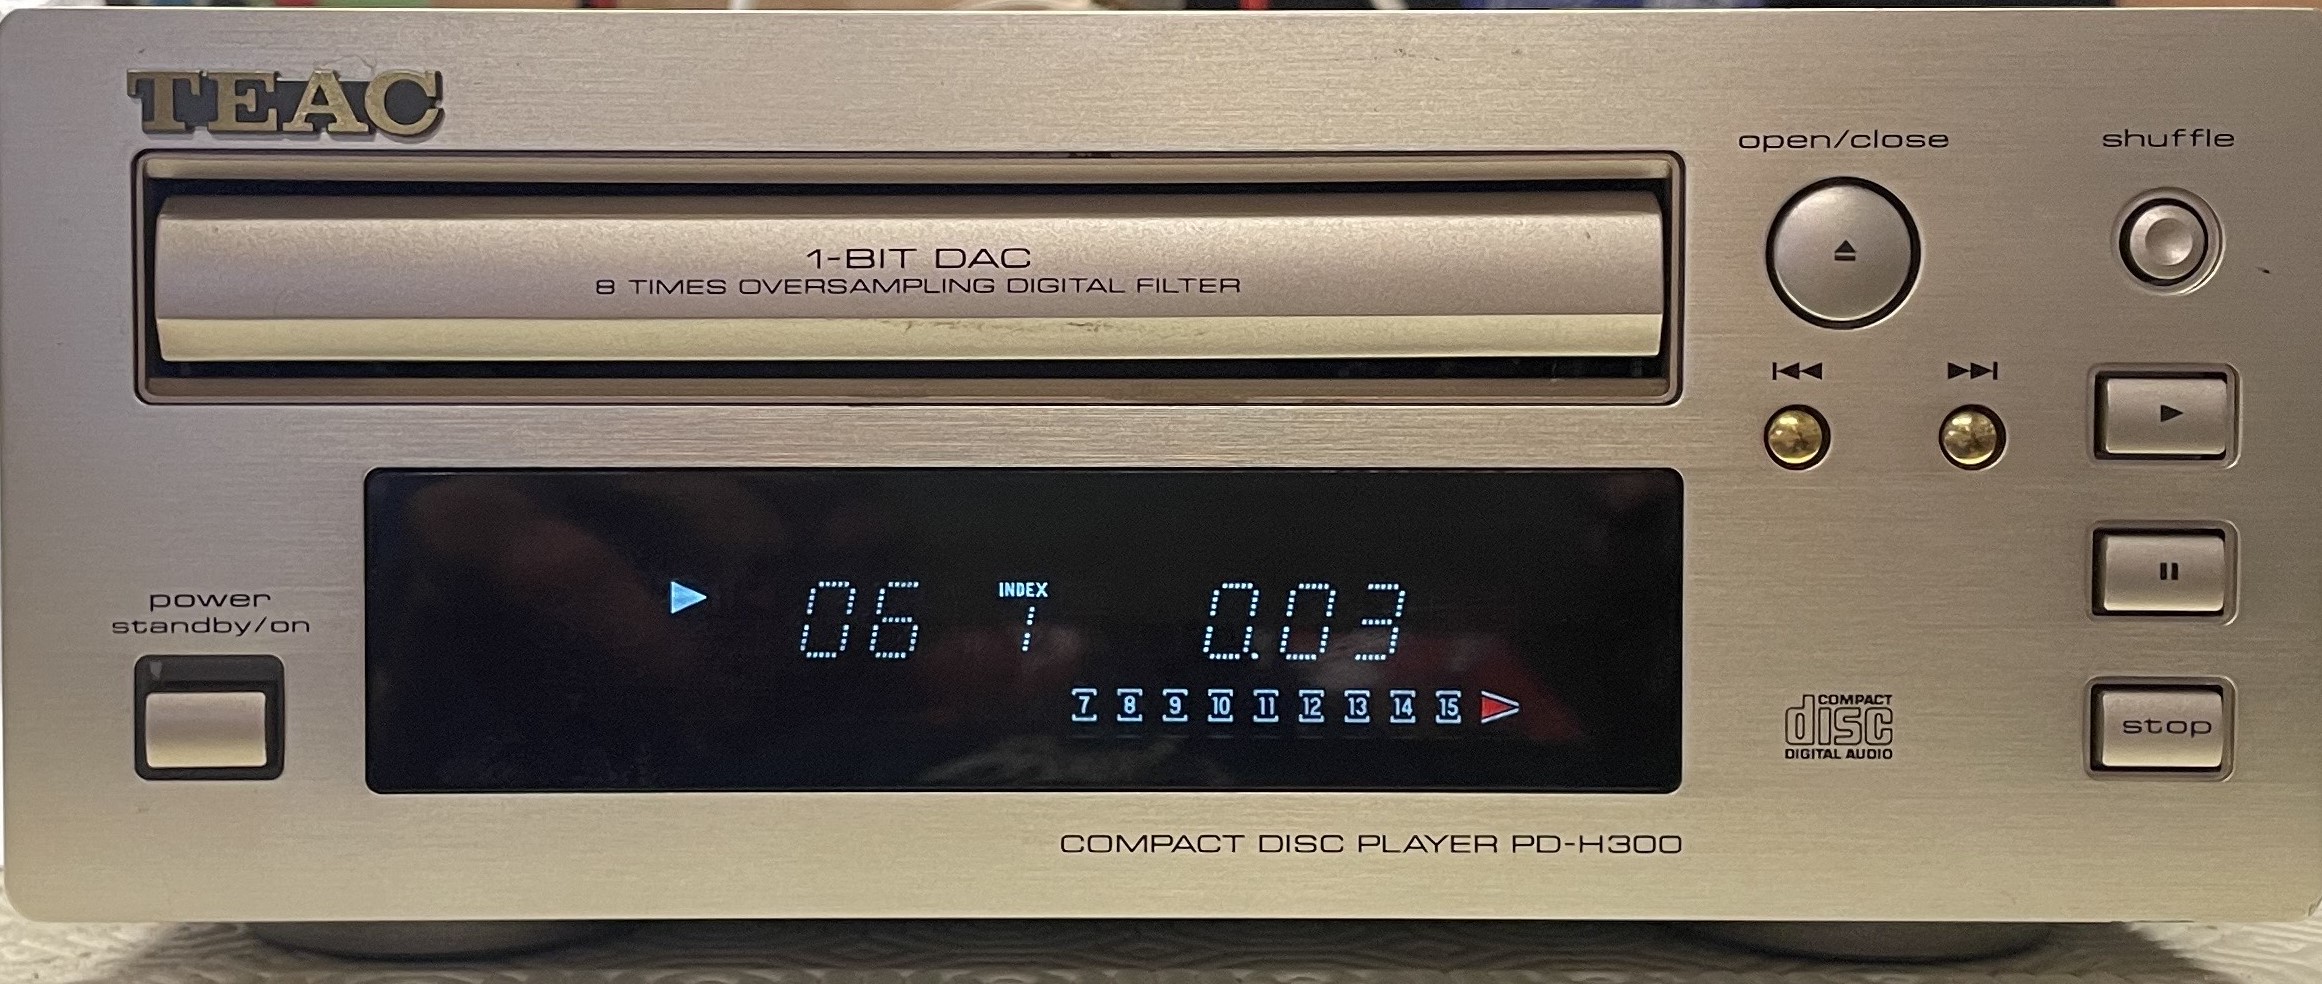 TEAC
open/close
shuffle
1-BIT DAC
8 TIMES OVERSAMPLING DIGITAL FILTER
power
standby/on
06 INDEX 1 0.03
7 8 9 10 11 12 13 14 15
COMPACT
disc
DIGITAL AUDIO
stop
COMPACT DISC PLAYER PD-H300